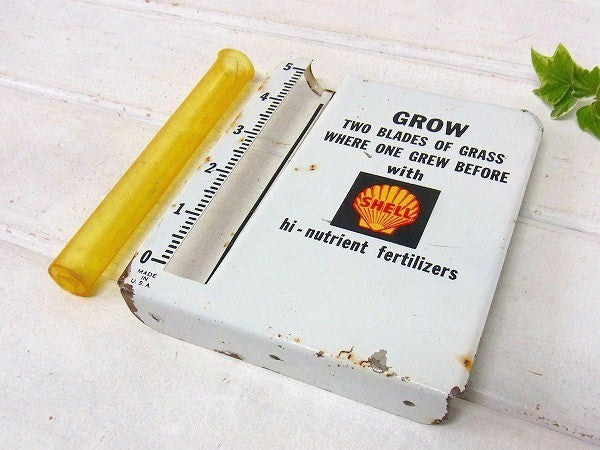 5
4
3
2
1
0
MADE
IN
U.S.A.
GROW
TWO BLADES OF GRASS
WHERE ONE GREW BEFORE
with
SHELL
hi-nutrient fertilizers